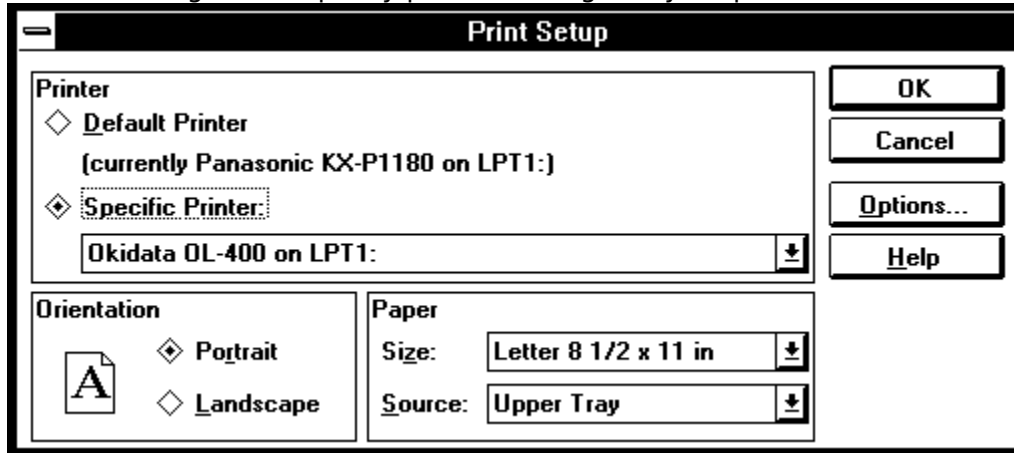 Print Setup
Printer
Default Printer
(currently Panasonic KX-P1180 on LPT1:)
Specific Printer:
Okidata OL-400 on LPT1:
OK
Cancel
Options...
Help
Orientation
A
Portrait
Landscape
Paper
Size: Letter 8 1/2 x 11 in
Source: Upper Tray